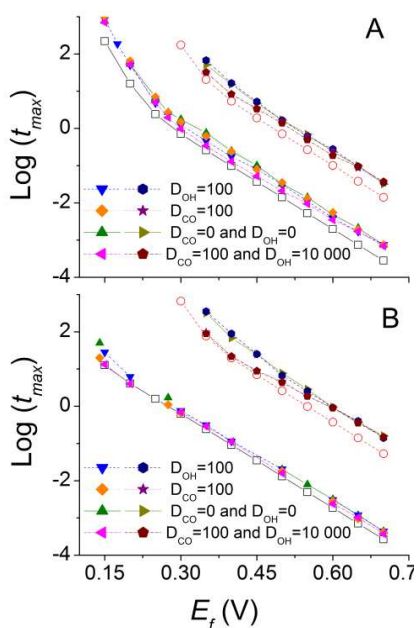 A
Log (t_max)
2
0
-2
-4
D_OH=100
D_CO=100
D_CO=0 and D_OH=0
D_CO=100 and D_OH=10 000
B
Log (t_max)
2
0
-2
-4
D_OH=100
D_CO=100
D_CO=0 and D_OH=0
D_CO=100 and D_OH=10 000
0.15 0.30 0.45 0.60 0.7
E_f (V)